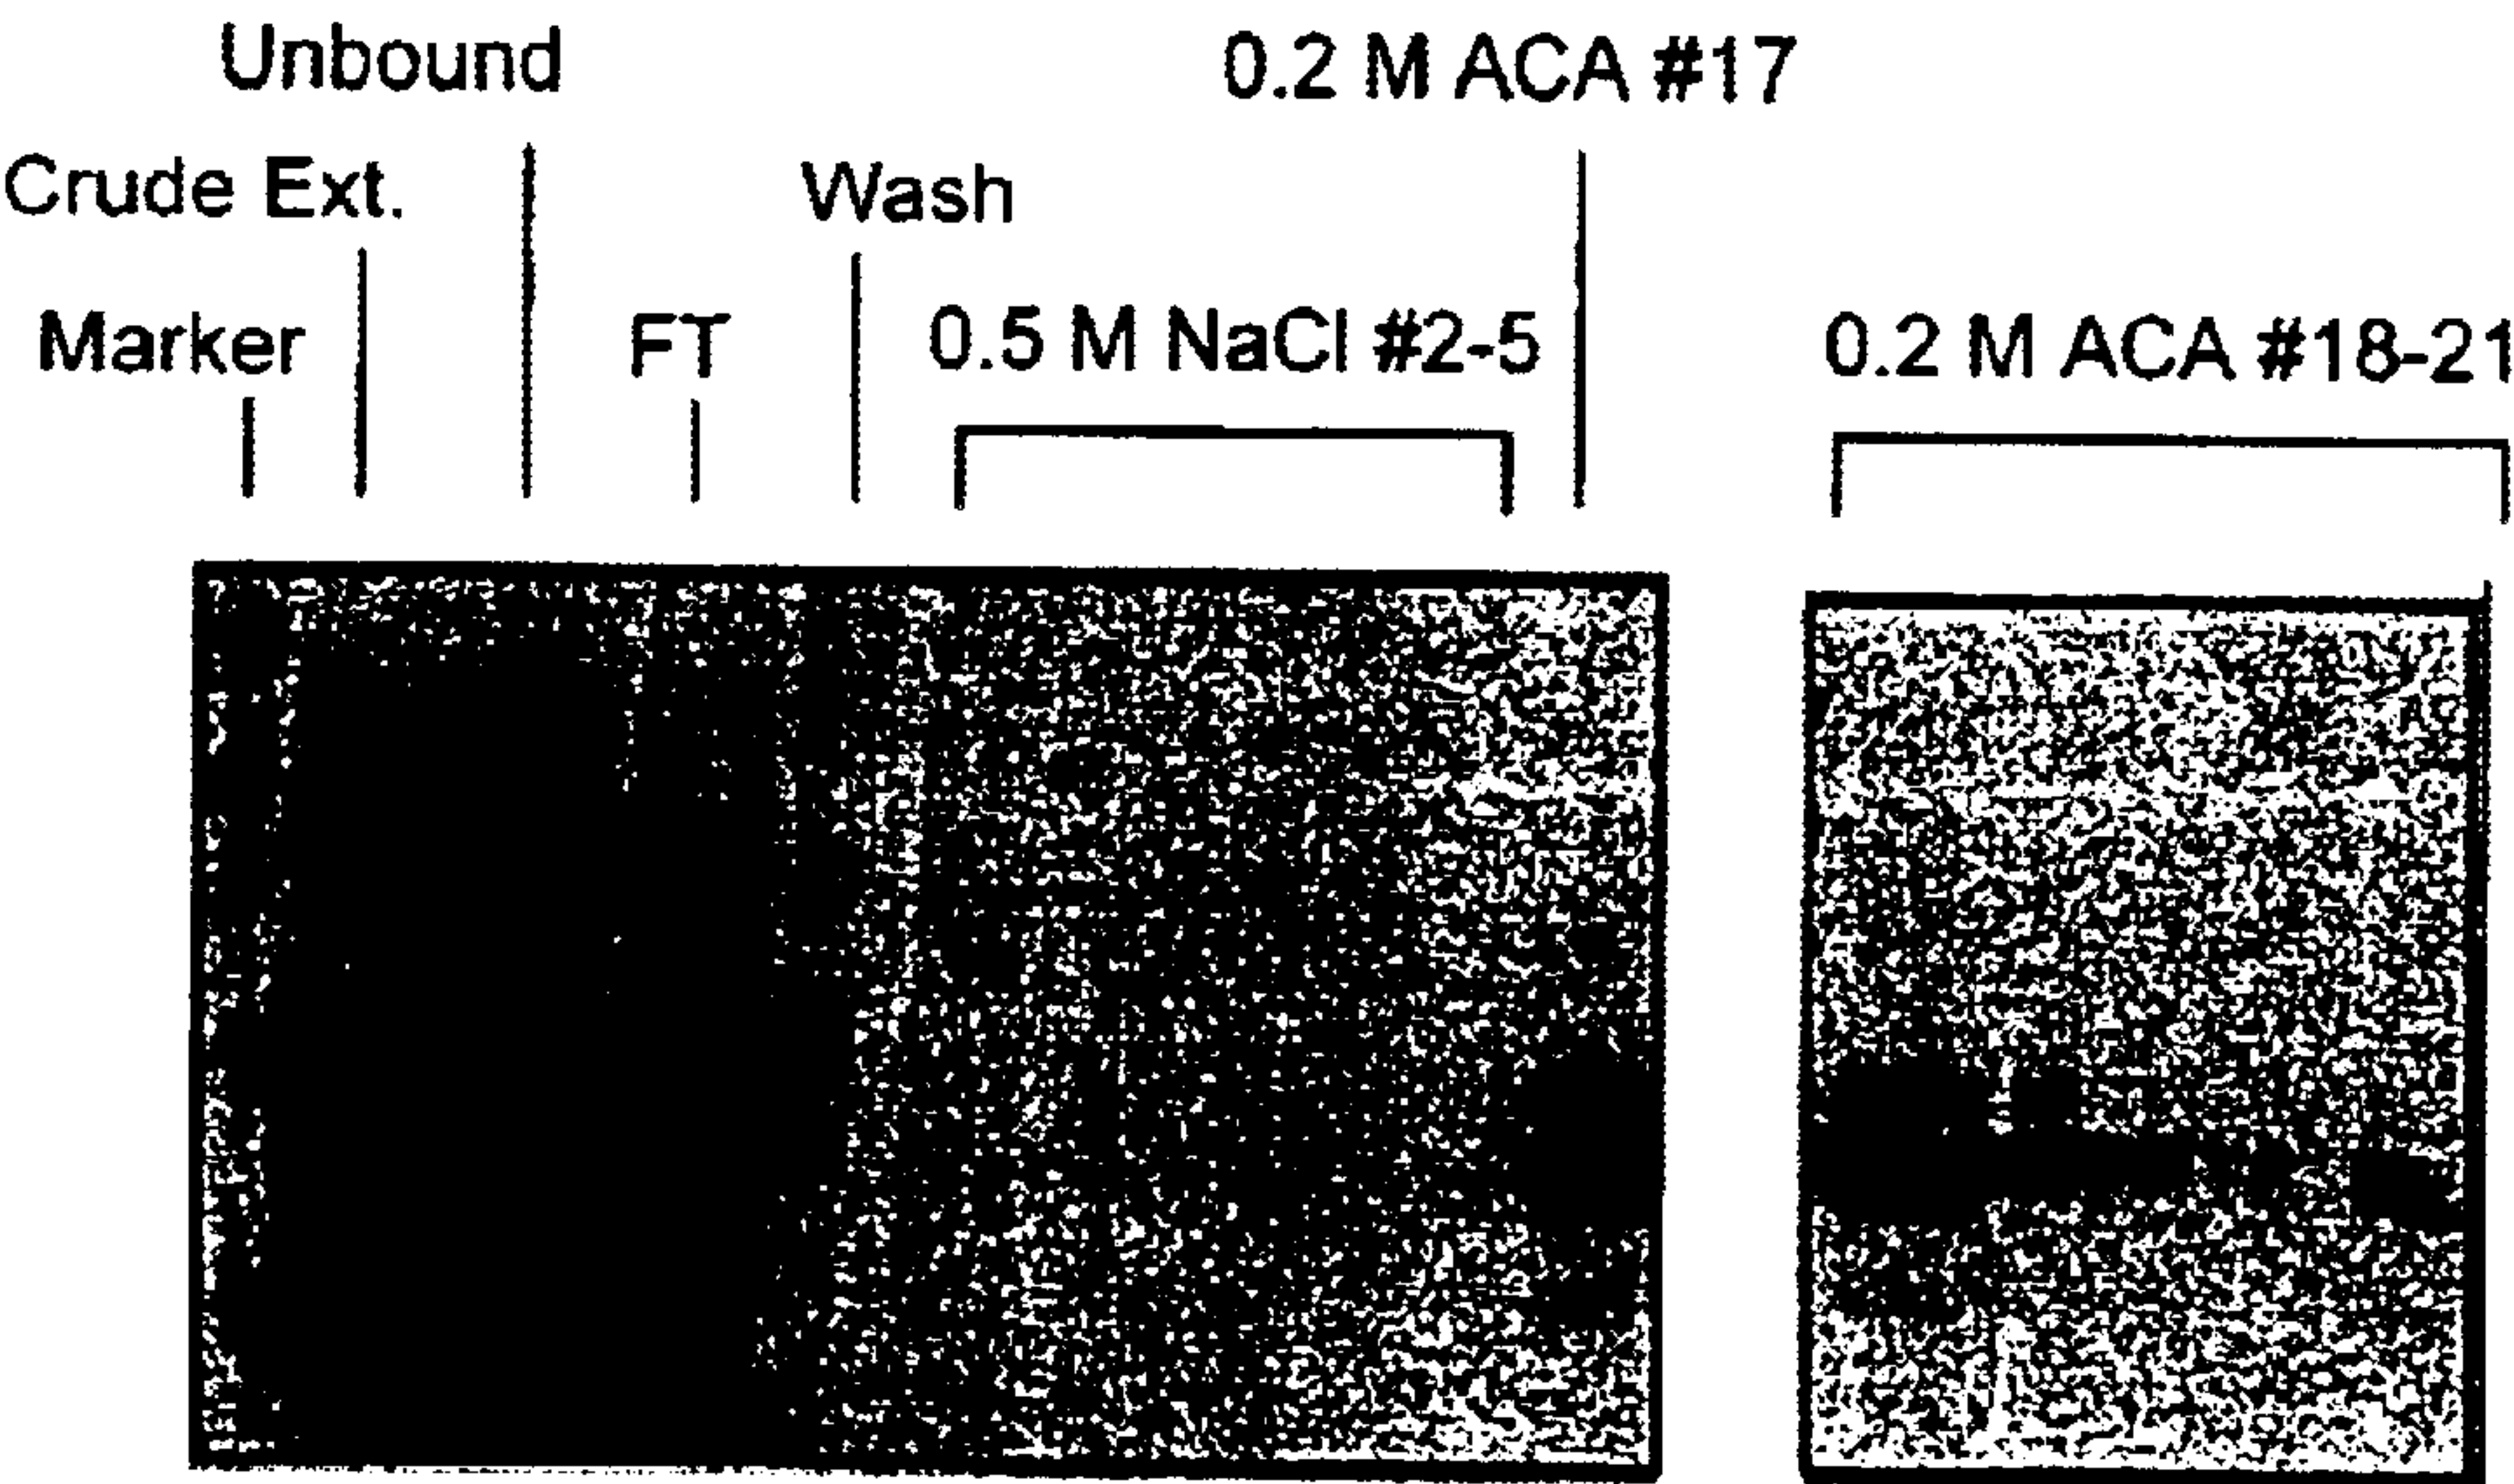 Unbound
0.2 M ACA #17
Crude Ext.
Wash
Marker
FT
0.5 M NaCl #2-5
0.2 M ACA #18-21